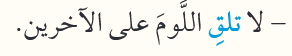 – لا تلقِ اللَّومَ على الآخرين.